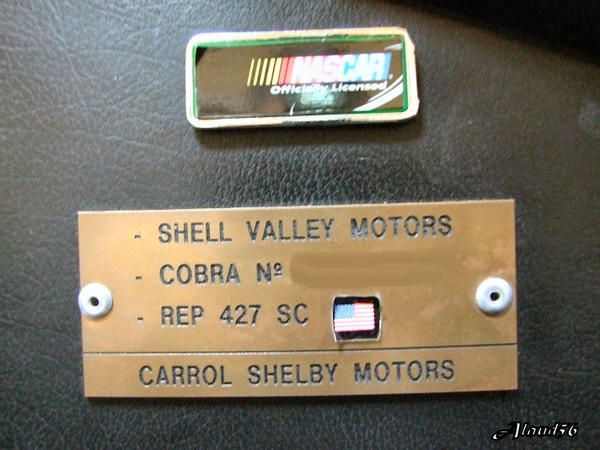 NASCAR
Officially Licensed
- SHELL VALLEY MOTORS
- COBRA Nº
- REP 427 SC
CARROL SHELBY MOTORS
Aloud56